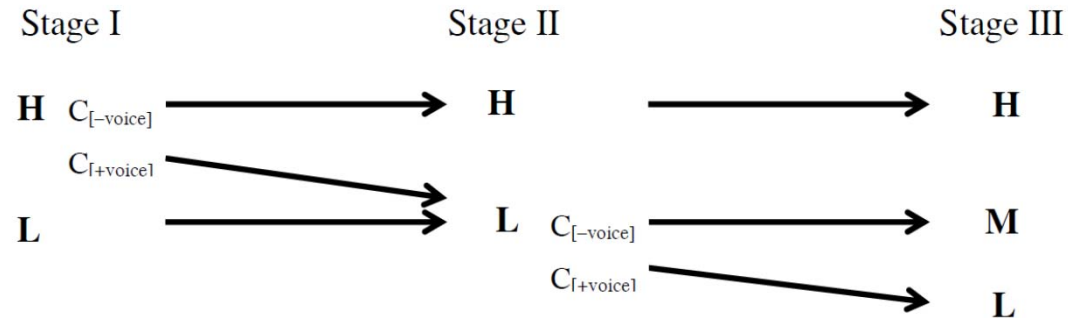 Stage I Stage II Stage III
H C[–voice] H H
C[+voice]
L L C[–voice] M
C[+voice] L